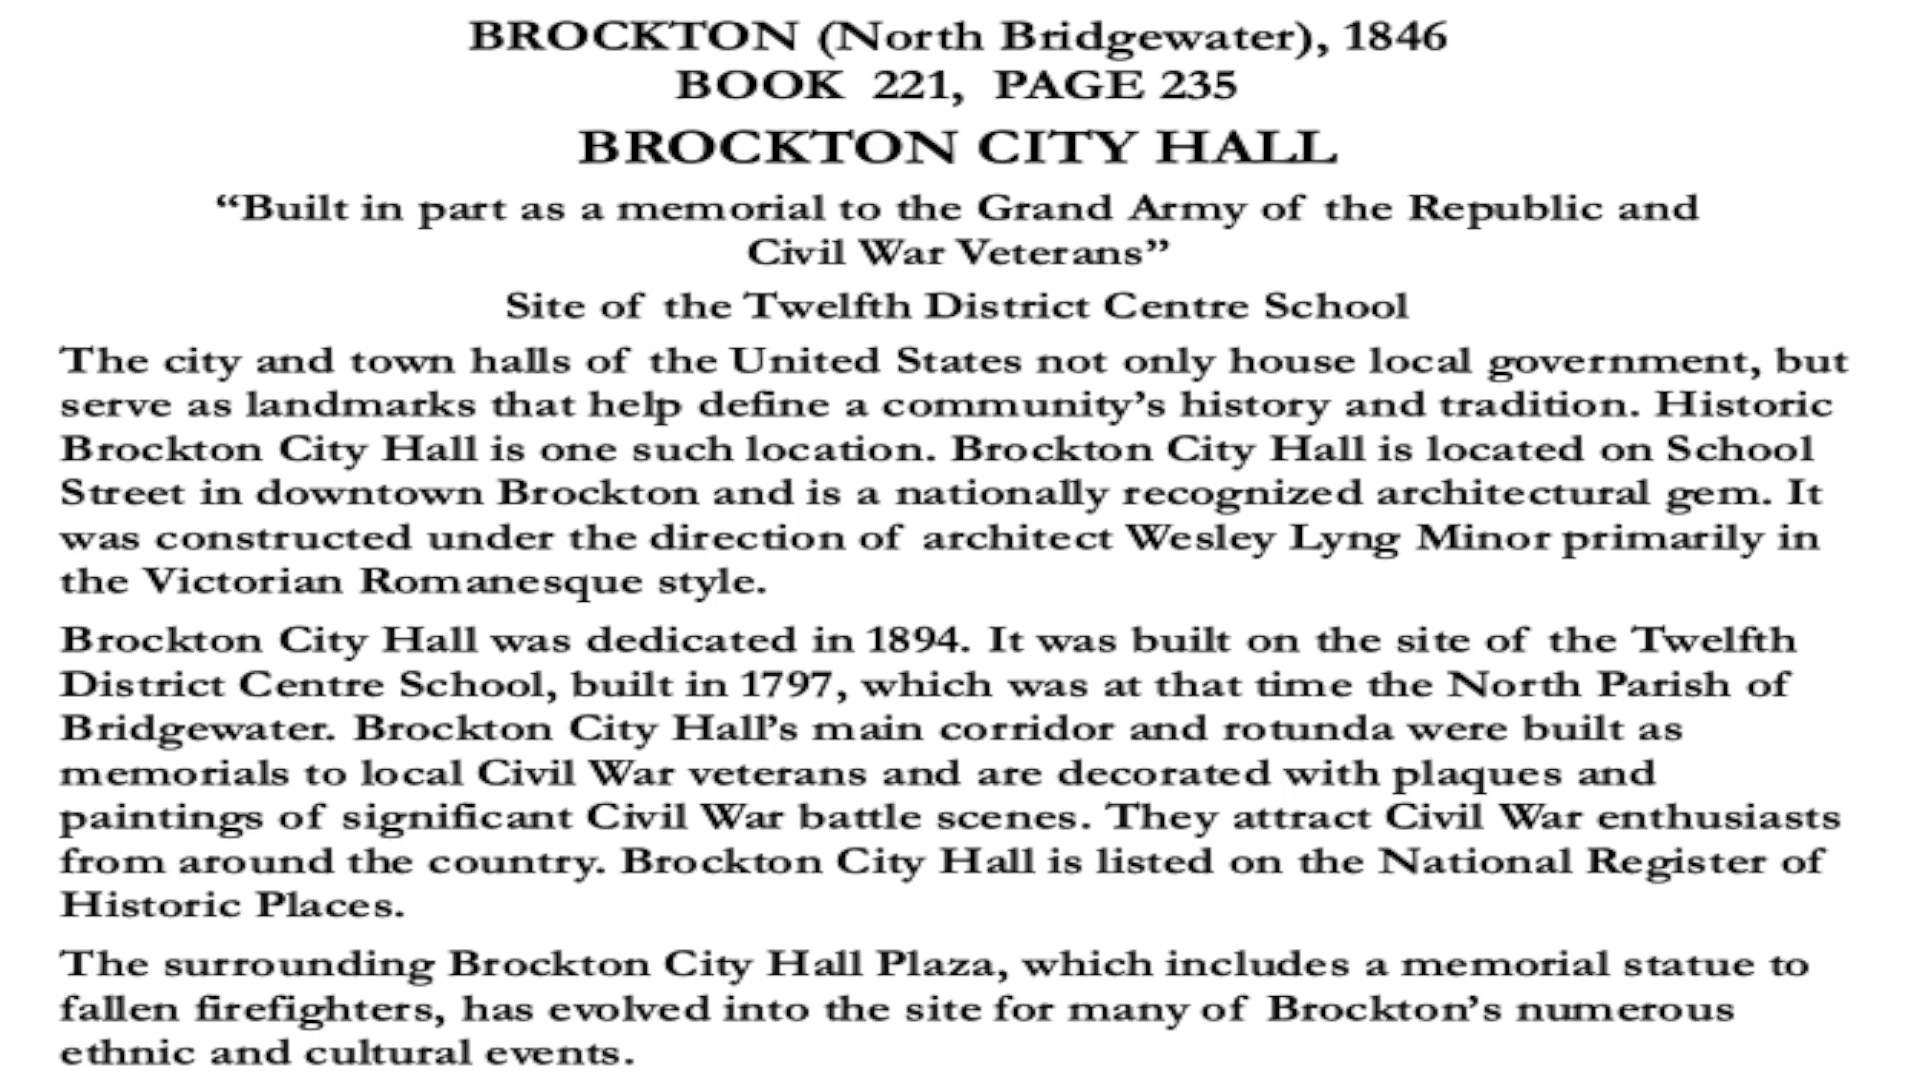 BROCKTON (North Bridgewater), 1846
BOOK 221, PAGE 235
BROCKTON CITY HALL
“Built in part as a memorial to the Grand Army of the Republic and
Civil War Veterans”
Site of the Twelfth District Centre School
The city and town halls of the United States not only house local government, but
serve as landmarks that help define a community’s history and tradition. Historic
Brockton City Hall is one such location. Brockton City Hall is located on School
Street in downtown Brockton and is a nationally recognized architectural gem. It
was constructed under the direction of architect Wesley Lyng Minor primarily in
the Victorian Romanesque style.
Brockton City Hall was dedicated in 1894. It was built on the site of the Twelfth
District Centre School, built in 1797, which was at that time the North Parish of
Bridgewater. Brockton City Hall’s main corridor and rotunda were built as
memorials to local Civil War veterans and are decorated with plaques and
paintings of significant Civil War battle scenes. They attract Civil War enthusiasts
from around the country. Brockton City Hall is listed on the National Register of
Historic Places.
The surrounding Brockton City Hall Plaza, which includes a memorial statue to
fallen firefighters, has evolved into the site for many of Brockton’s numerous
ethnic and cultural events.